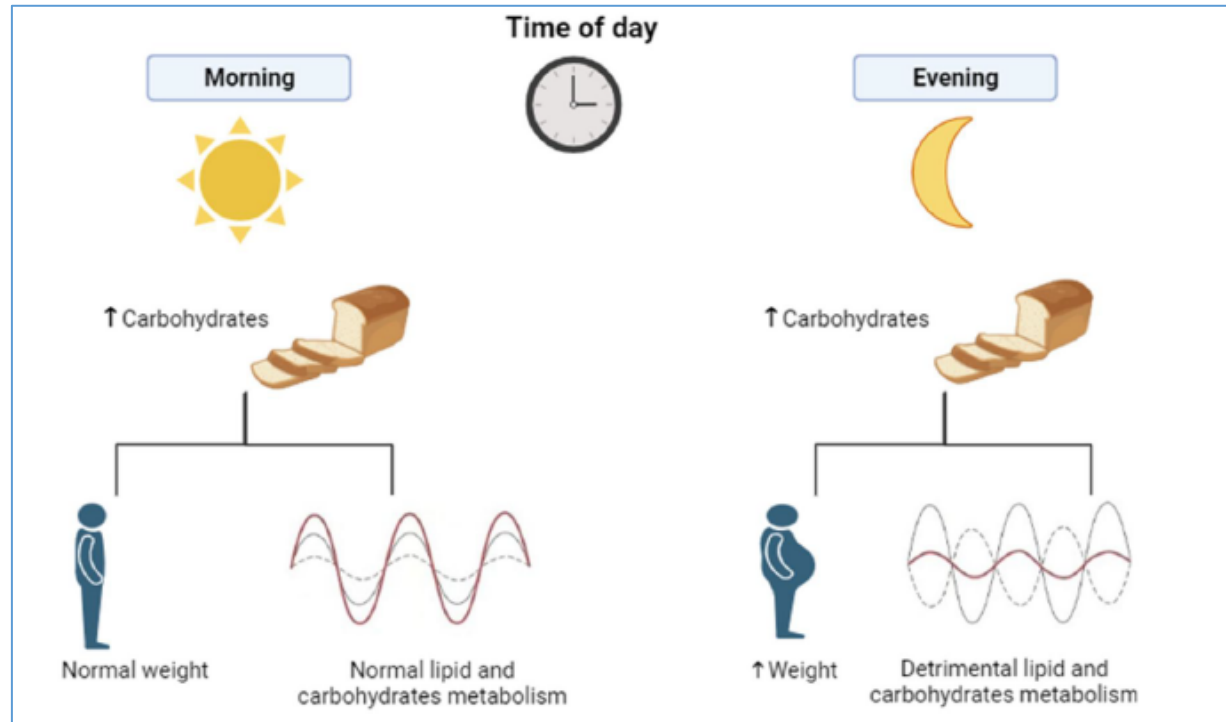 Time of day
Morning
Evening
↑ Carbohydrates
↑ Carbohydrates
Normal weight
Normal lipid and
carbohydrates metabolism
↑ Weight
Detrimental lipid and
carbohydrates metabolism